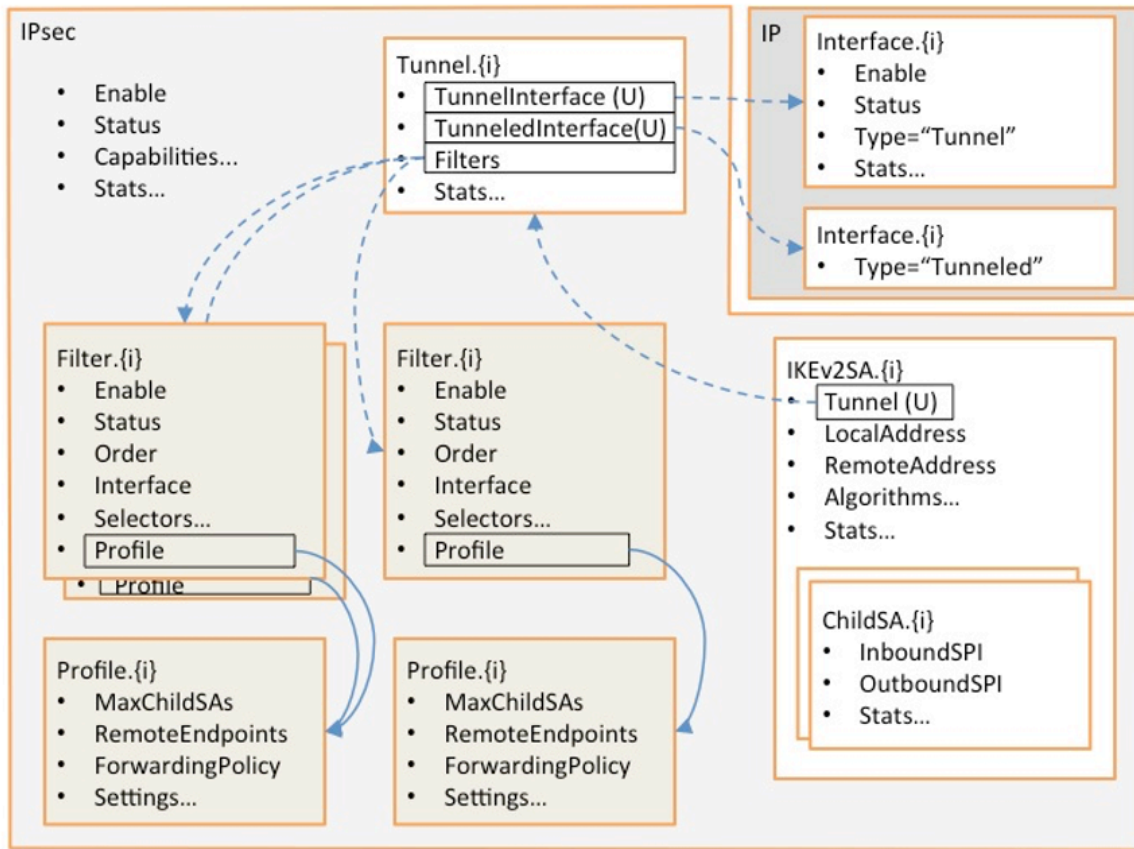 IPsec
• Enable
• Status
• Capabilities...
• Stats...
Tunnel.{i}
• TunnelInterface (U)
• TunneledInterface(U)
• Filters
• Stats...
IP
Interface.{i}
• Enable
• Status
• Type=“Tunnel”
• Stats...
Interface.{i}
• Type=“Tunneled”
Filter.{i}
• Enable
• Status
• Order
• Interface
• Selectors...
• Profile
• Profile
Filter.{i}
• Enable
• Status
• Order
• Interface
• Selectors...
• Profile
IKEv2SA.{i}
• Tunnel (U)
• LocalAddress
• RemoteAddress
• Algorithms...
• Stats...
ChildSA.{i}
• InboundSPI
• OutboundSPI
• Stats...
Profile.{i}
• MaxChildSAs
• RemoteEndpoints
• ForwardingPolicy
• Settings...
Profile.{i}
• MaxChildSAs
• RemoteEndpoints
• ForwardingPolicy
• Settings...